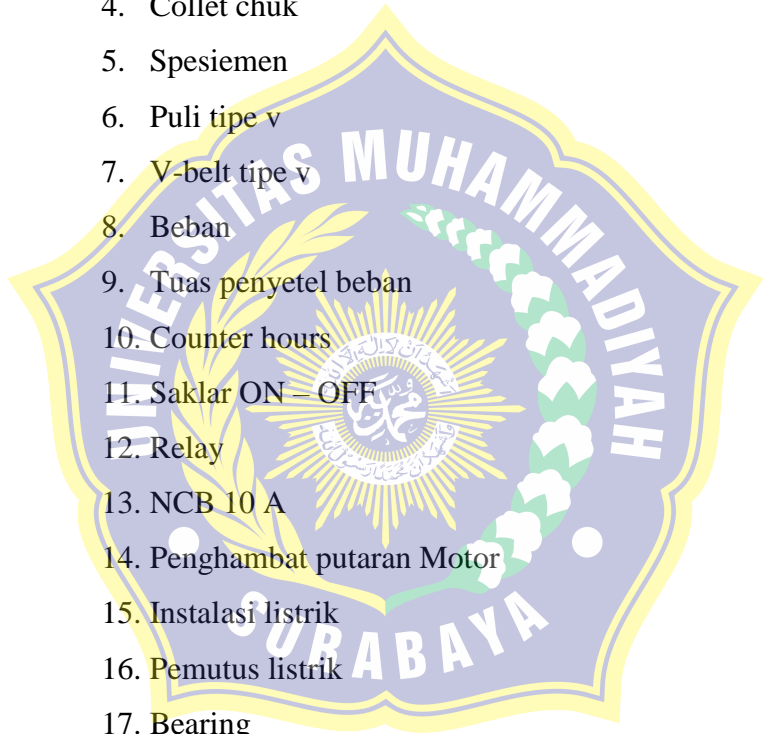 4. Collet chuk
5. Spesiemen
6. Puli tipe v
7. V-belt tipe v
8. Beban
9. Tuas penyetel beban
10. Counter hours
11. Saklar ON – OFF
12. Relay
13. NCB 10 A
14. Penghambat putaran Motor
15. Instalasi listrik
16. Pemutus listrik
17. Bearing
UNIVERSITAS MUHAMMADIYAH
SURABAYA